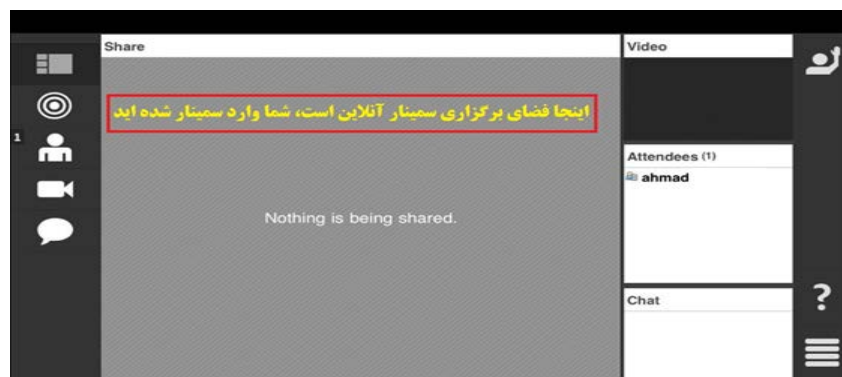 Share
Video
اینجا فضای برگزاری سمینار آنلاین است، شما وارد سمینار شده اید
1
Attendees (1)
ahmad
Nothing is being shared.
Chat
?